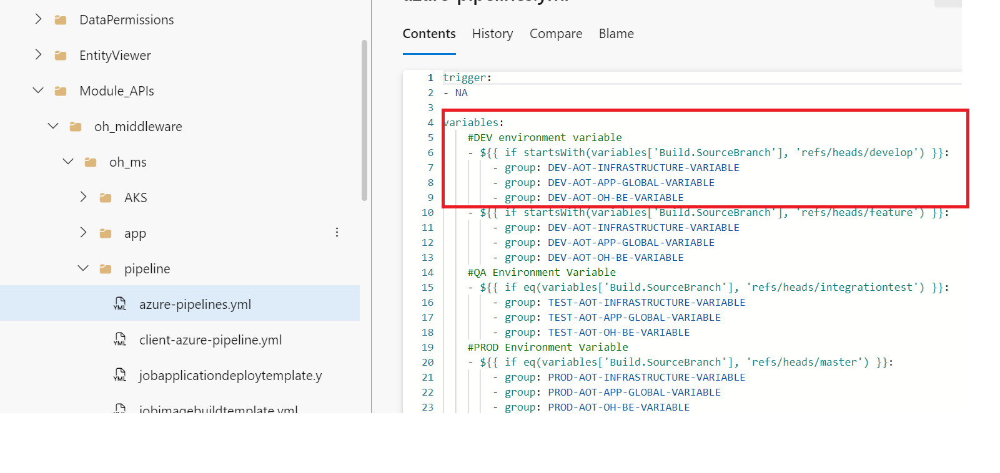 DataPermissions
EntityViewer
Module_APIs
oh_middleware
oh_ms
AKS
app
pipeline
YML azure-pipelines.yml
YML client-azure-pipeline.yml
YML jobapplicationdeploytemplate.y
YML jobimagebuildtemplate.yml
azure-pipelines.yml
Contents History Compare Blame
1 trigger:
2 - NA
3
4 variables:
5 #DEV environment variable
6 - ${{ if startsWith(variables['Build.SourceBranch'], 'refs/heads/develop') }}:
7 - group: DEV-AOT-INFRASTRUCTURE-VARIABLE
8 - group: DEV-AOT-APP-GLOBAL-VARIABLE
9 - group: DEV-AOT-OH-BE-VARIABLE
10 - ${{ if startsWith(variables['Build.SourceBranch'], 'refs/heads/feature') }}:
11 - group: DEV-AOT-INFRASTRUCTURE-VARIABLE
12 - group: DEV-AOT-APP-GLOBAL-VARIABLE
13 - group: DEV-AOT-OH-BE-VARIABLE
14 #QA Environment Variable
15 - ${{ if eq(variables['Build.SourceBranch'], 'refs/heads/integrationtest') }}:
16 - group: TEST-AOT-INFRASTRUCTURE-VARIABLE
17 - group: TEST-AOT-APP-GLOBAL-VARIABLE
18 - group: TEST-AOT-OH-BE-VARIABLE
19 #PROD Environment Variable
20 - ${{ if eq(variables['Build.SourceBranch'], 'refs/heads/master') }}:
21 - group: PROD-AOT-INFRASTRUCTURE-VARIABLE
22 - group: PROD-AOT-APP-GLOBAL-VARIABLE
23 - group: PROD-AOT-OH-BE-VARIABLE